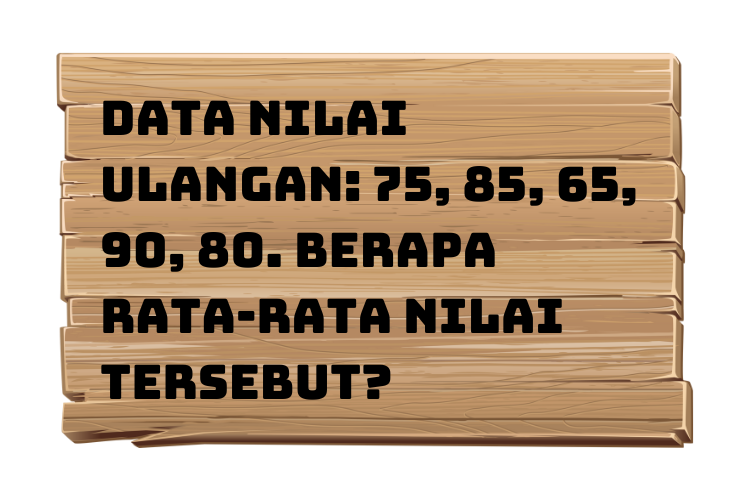 DATA NILAI
ULANGAN: 75, 85, 65,
90, 80. BERAPA
RATA-RATA NILAI
TERSEBUT?